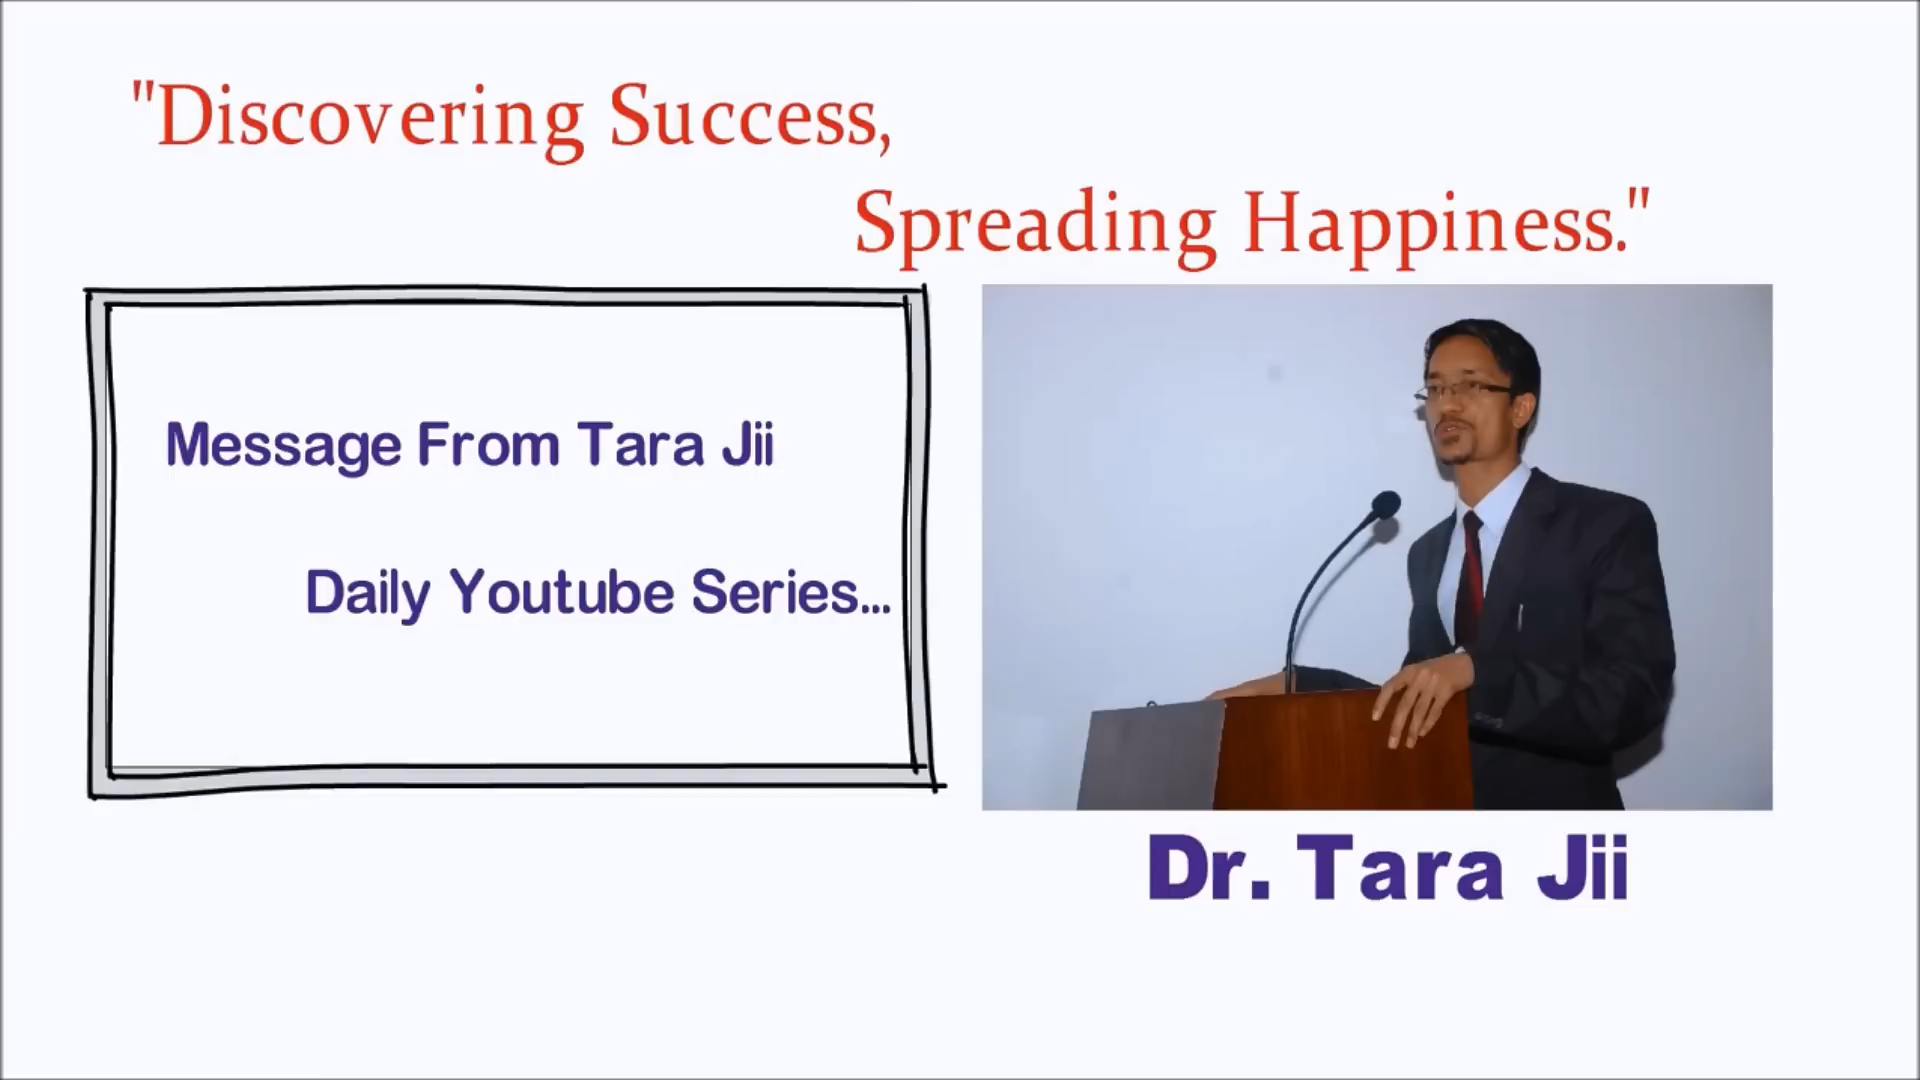 "Discovering Success,
Spreading Happiness."
Message From Tara Jii
Daily Youtube Series...
Dr. Tara Jii